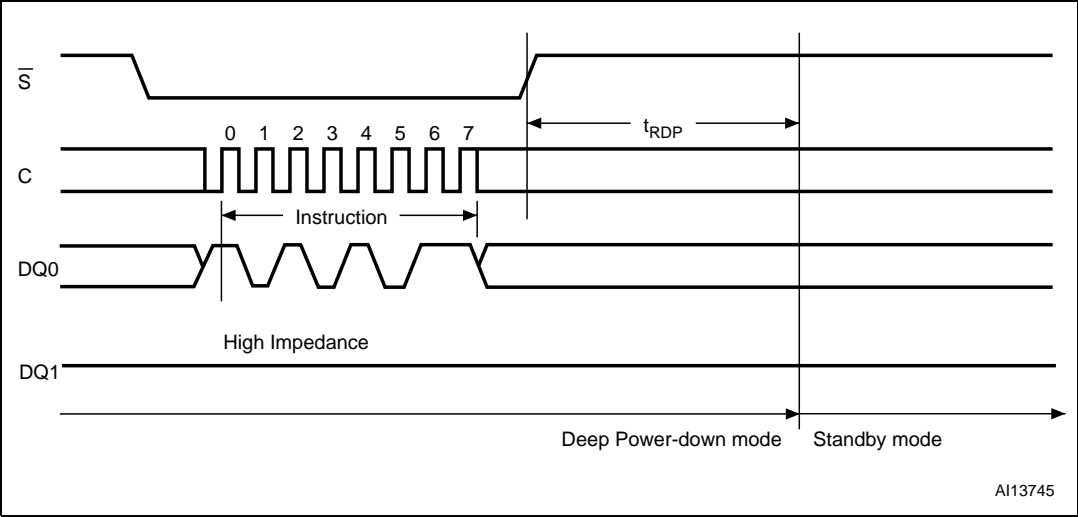 S̅
tRDP
0 1 2 3 4 5 6 7
C
Instruction
DQ0
High Impedance
DQ1
Deep Power-down mode Standby mode
AI13745